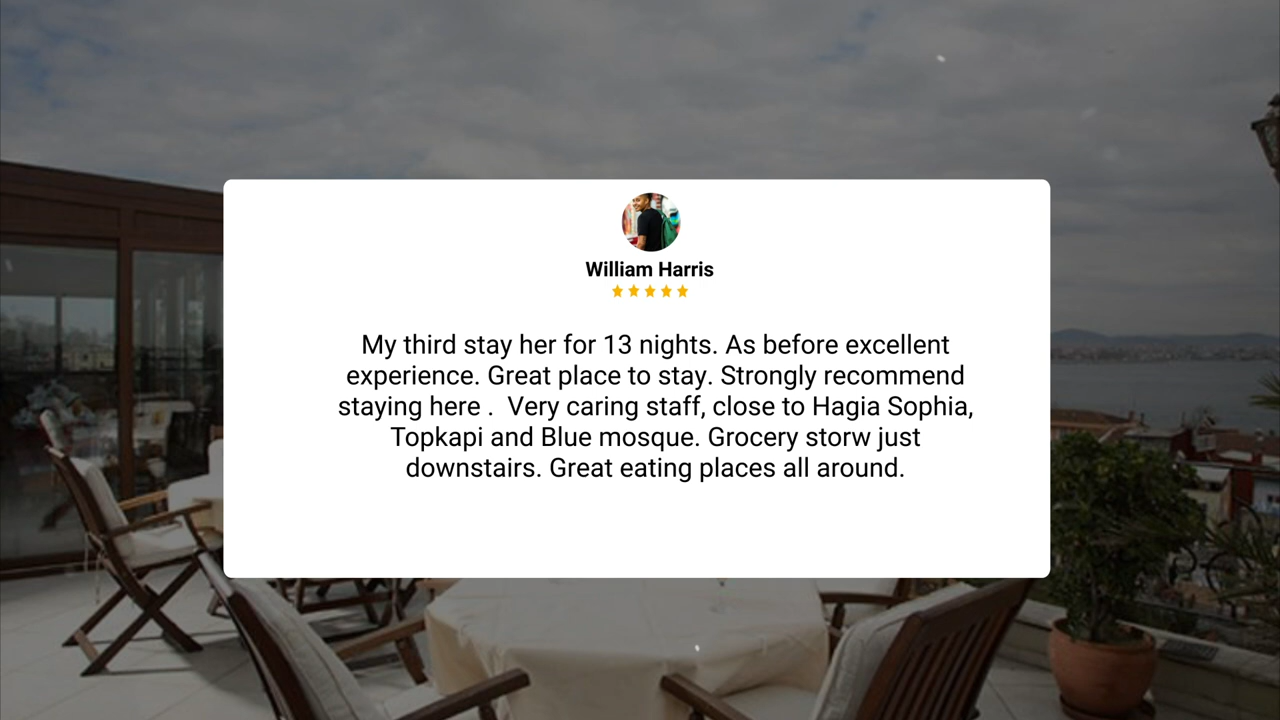 William Harris
My third stay her for 13 nights. As before excellent
experience. Great place to stay. Strongly recommend
staying here .  Very caring staff, close to Hagia Sophia,
Topkapi and Blue mosque. Grocery storw just
downstairs. Great eating places all around.